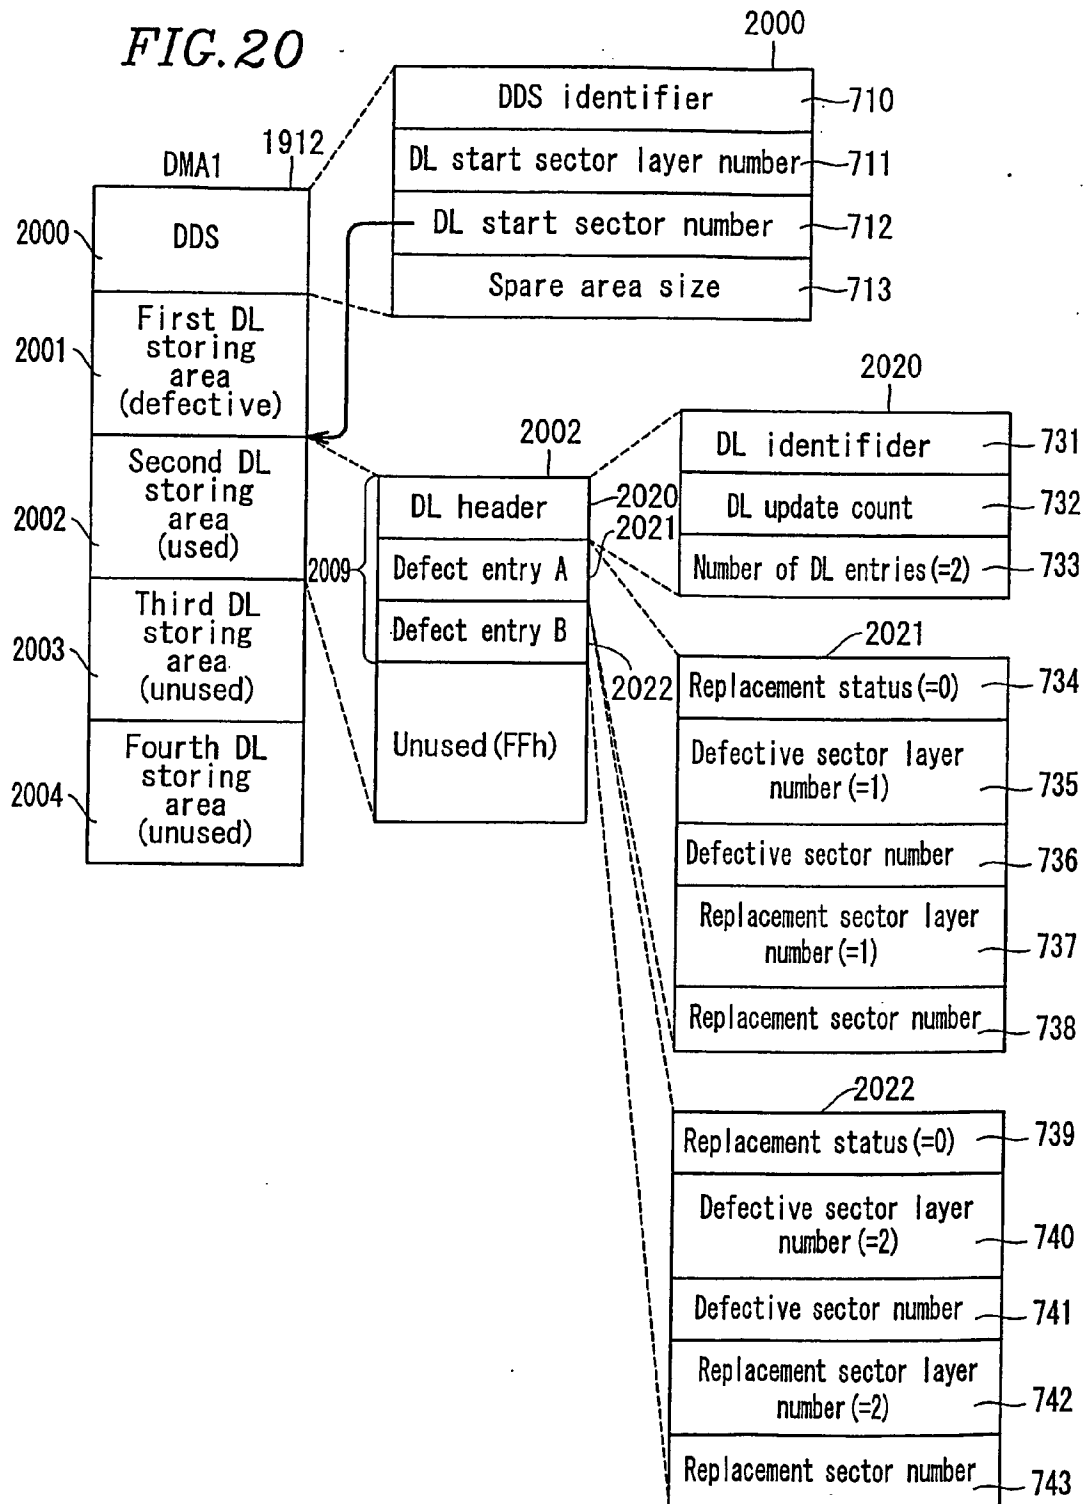 FIG.20
2000
DDS identifier
710
DL start sector layer number
711
DL start sector number
712
Spare area size
713
DMA1
1912
2000
DDS
2001
First DL
storing
area
(defective)
2002
Second DL
storing
area
(used)
2003
Third DL
storing
area
(unused)
2004
Fourth DL
storing
area
(unused)
2002
2009
DL header
2020
2021
Defect entry A
Defect entry B
2022
Unused(FFh)
2020
DL identifider
731
DL update count
732
Number of DL entries(=2)
733
2021
Replacement status(=0)
734
Defective sector layer
number(=1)
735
Defective sector number
736
Replacement sector layer
number(=1)
737
Replacement sector number
738
2022
Replacement status(=0)
739
Defective sector layer
number(=2)
740
Defective sector number
741
Replacement sector layer
number(=2)
742
Replacement sector number
743